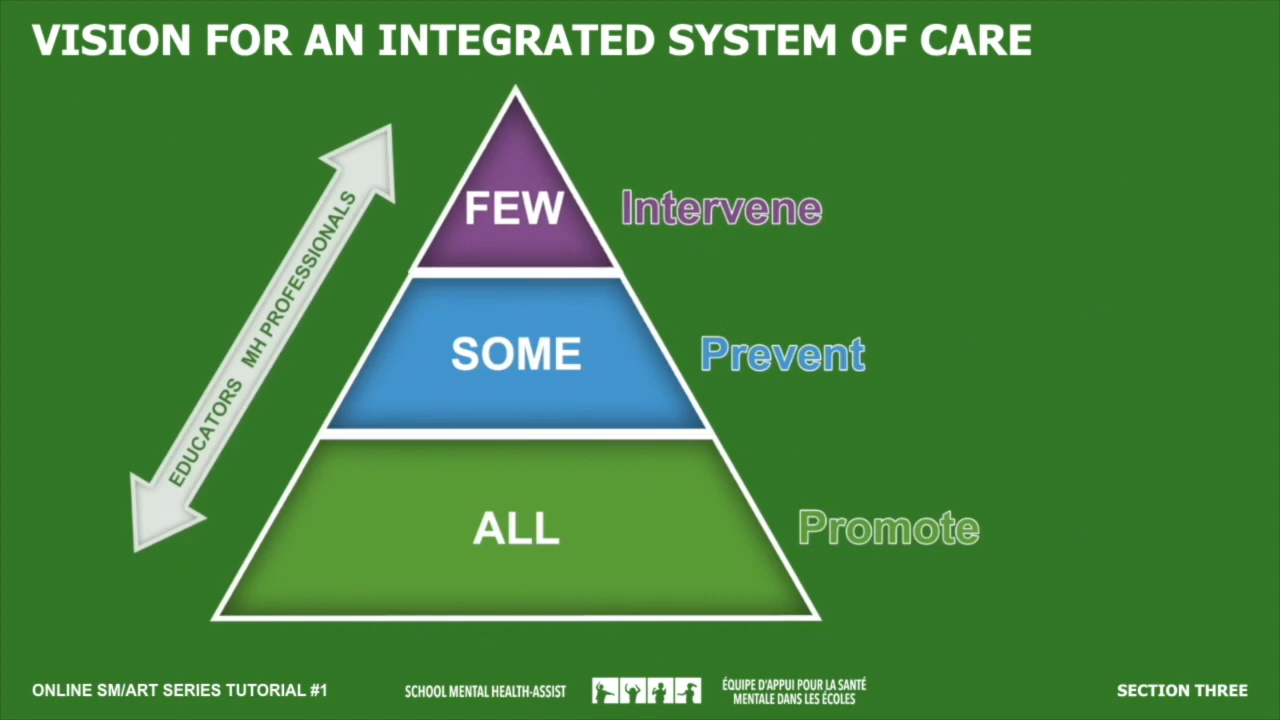 VISION FOR AN INTEGRATED SYSTEM OF CARE
FEW
Intervene
EDUCATORS MH PROFESSIONALS
SOME
Prevent
ALL
Promote
ONLINE SM/ART SERIES TUTORIAL #1
SCHOOL MENTAL HEALTH-ASSIST
ÉQUIPE D'APPUI POUR LA SANTÉ
MENTALE DANS LES ÉCOLES
SECTION THREE